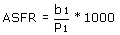 ASFR = b₁/P₁ * 1000